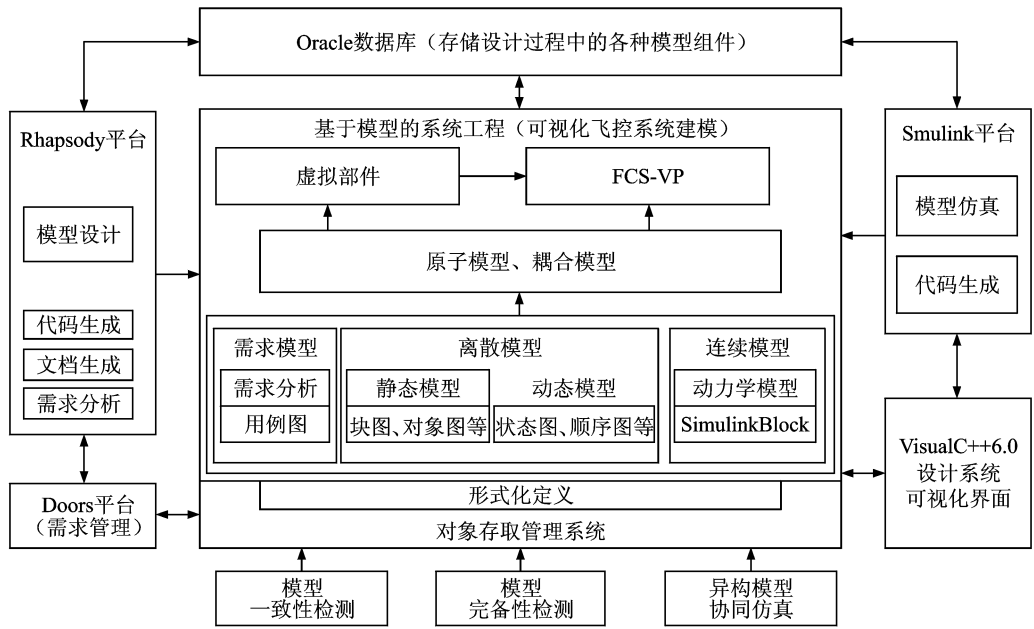 Oracle数据库（存储设计过程中的各种模型组件）
Rhapsody平台
模型设计
代码生成
文档生成
需求分析
Doors平台
（需求管理）
基于模型的系统工程（可视化飞控系统建模）
虚拟部件
FCS-VP
原子模型、耦合模型
需求模型
需求分析
用例图
离散模型
静态模型
块图、对象图等
动态模型
状态图、顺序图等
连续模型
动力学模型
SimulinkBlock
形式化定义
对象存取管理系统
Smulink平台
模型仿真
代码生成
VisualC++6.0
设计系统
可视化界面
模型
一致性检测
模型
完备性检测
异构模型
协同仿真